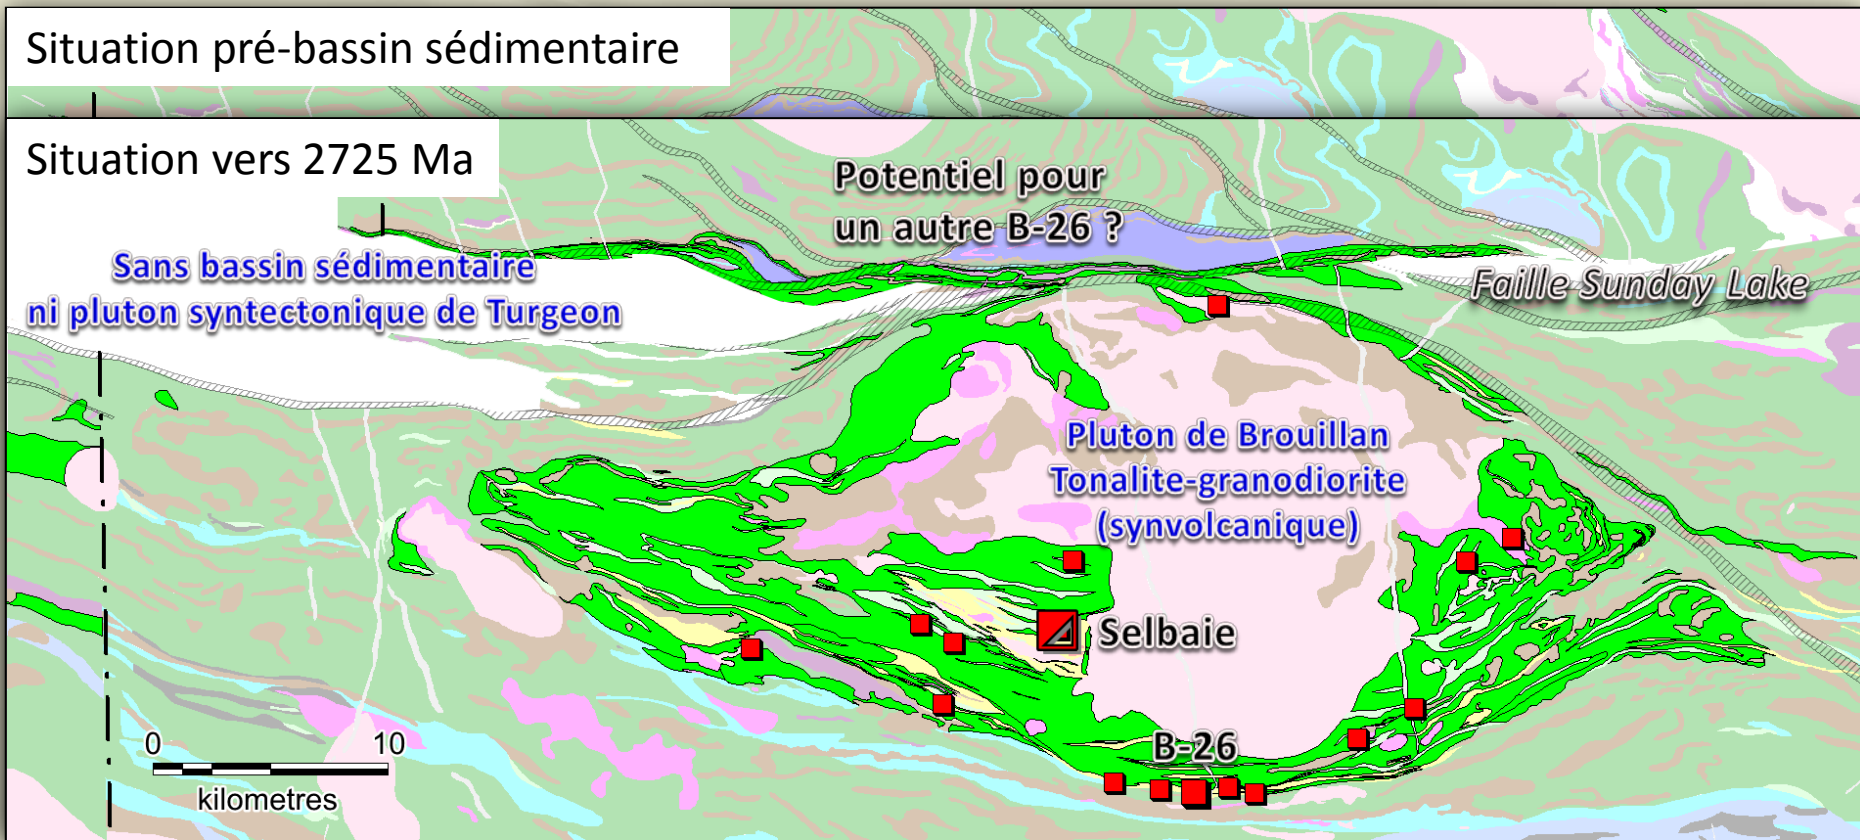 Situation pré-bassin sédimentaire
Situation vers 2725 Ma
Potentiel pour
un autre B-26 ?
Sans bassin sédimentaire
ni pluton syntectonique de Turgeon
Faille Sunday Lake
Pluton de Brouillan
Tonalite-granodiorite
(synvolcanique)
Selbaie
B-26
0 10
kilometres